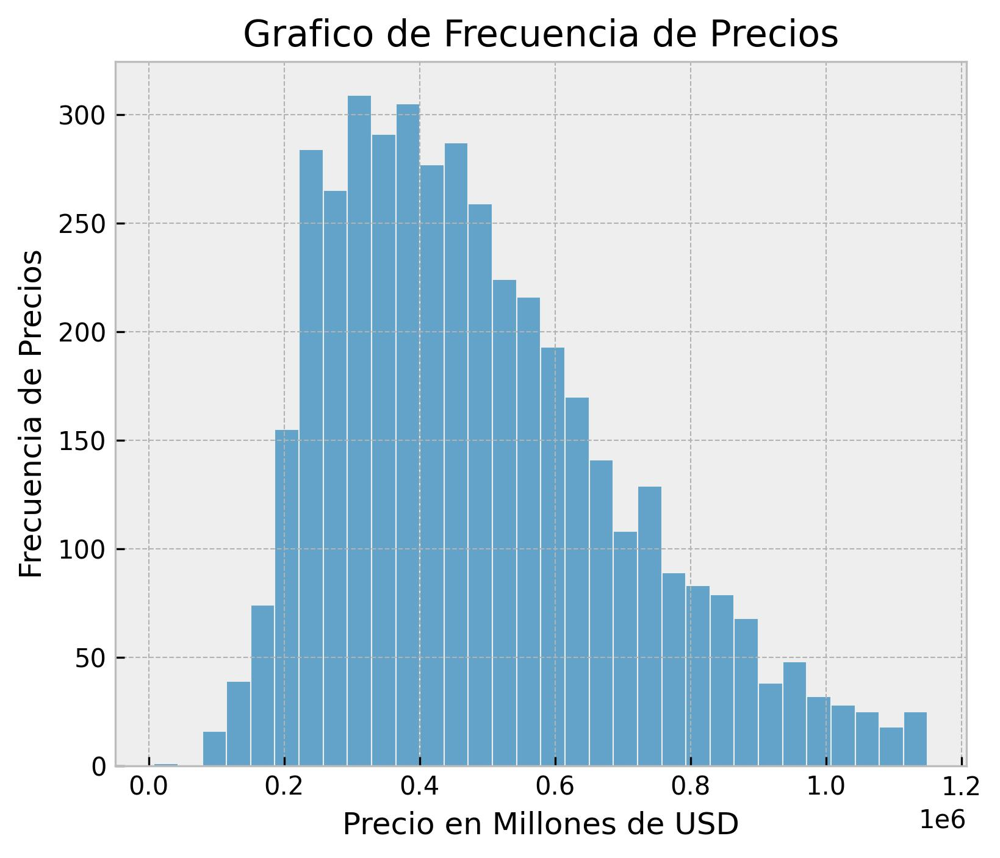 Grafico de Frecuencia de Precios
Frecuencia de Precios
300
250
200
150
100
50
0
0.0 0.2 0.4 0.6 0.8 1.0 1.2
1e6
Precio en Millones de USD